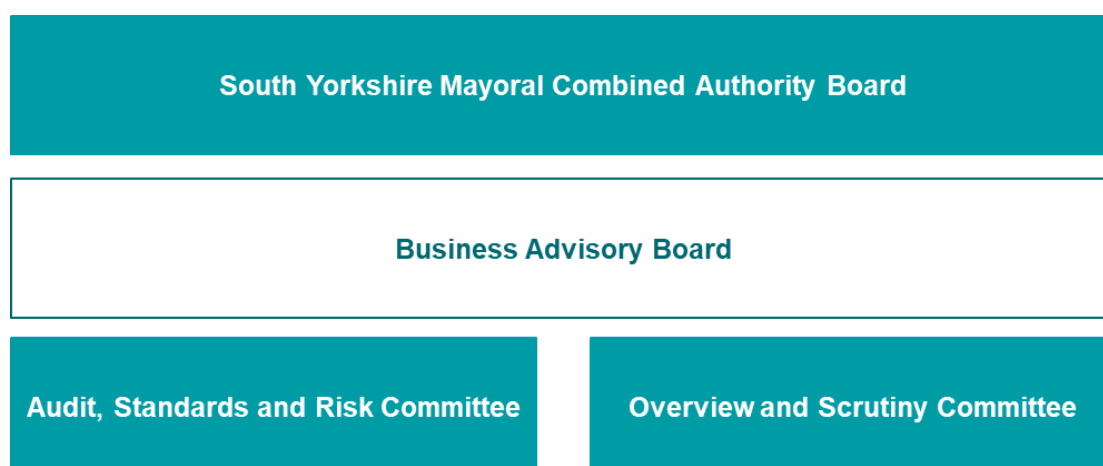 South Yorkshire Mayoral Combined Authority Board
Business Advisory Board
Audit, Standards and Risk Committee
Overview and Scrutiny Committee